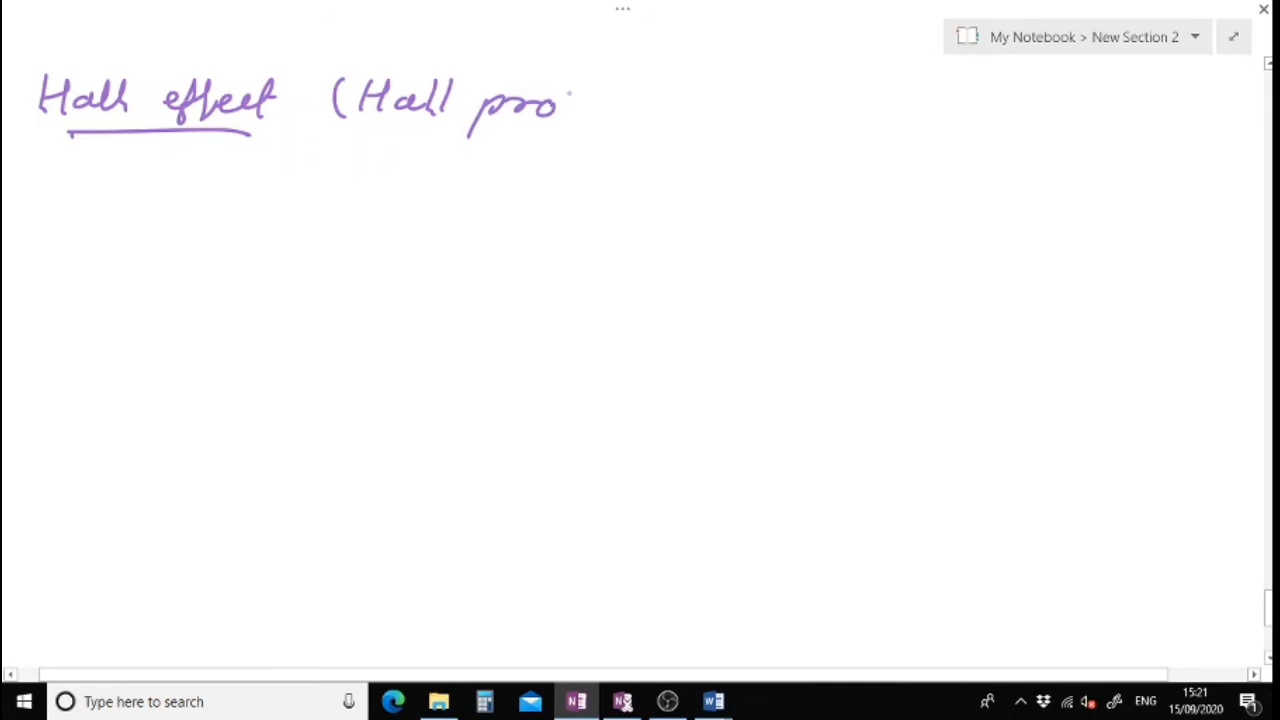 My Notebook > New Section 2
Hall effect (Hall pro
Type here to search
ENG
15:21
15/09/2020
1